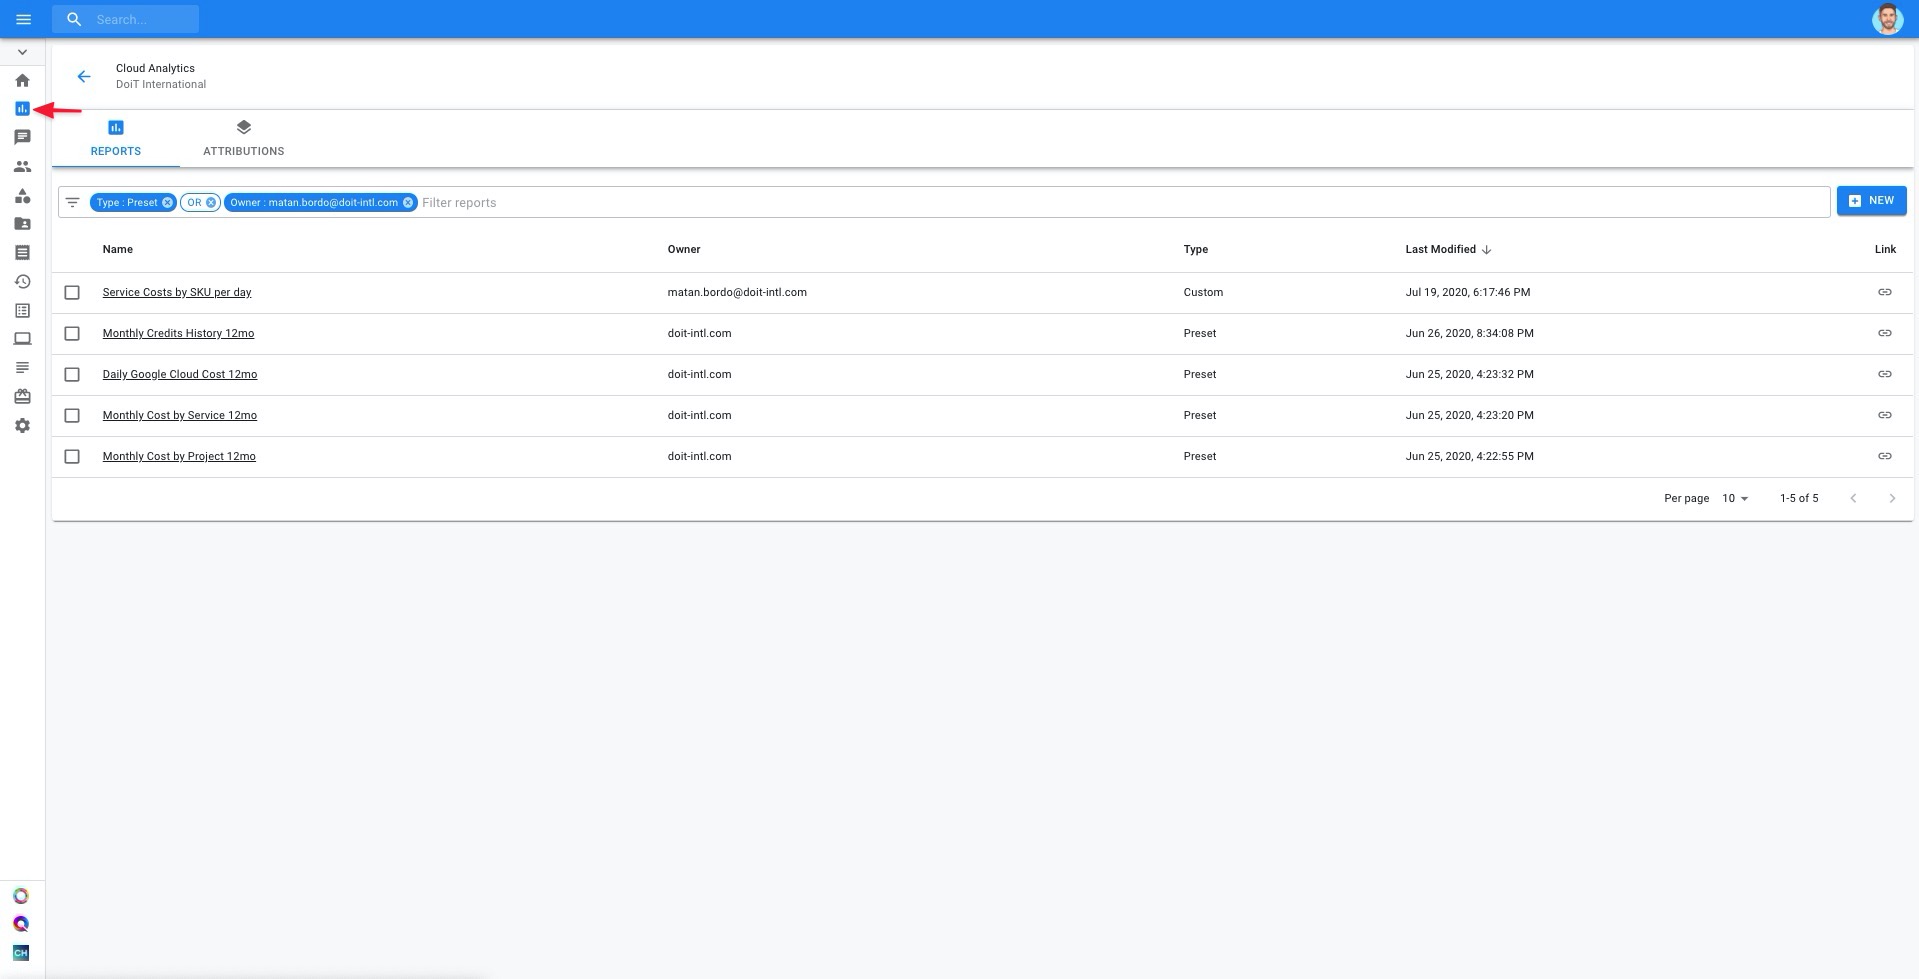 Search...
Cloud Analytics
DoiT International
REPORTS ATTRIBUTIONS
Type : Preset OR Owner : matan.bordo@doit-intl.com Filter reports NEW
Name Owner Type Last Modified Link
Service Costs by SKU per day matan.bordo@doit-intl.com Custom Jul 19, 2020, 6:17:46 PM
Monthly Credits History 12mo doit-intl.com Preset Jun 26, 2020, 8:34:08 PM
Daily Google Cloud Cost 12mo doit-intl.com Preset Jun 25, 2020, 4:23:32 PM
Monthly Cost by Service 12mo doit-intl.com Preset Jun 25, 2020, 4:23:20 PM
Monthly Cost by Project 12mo doit-intl.com Preset Jun 25, 2020, 4:22:55 PM
Per page 10 1-5 of 5
CH